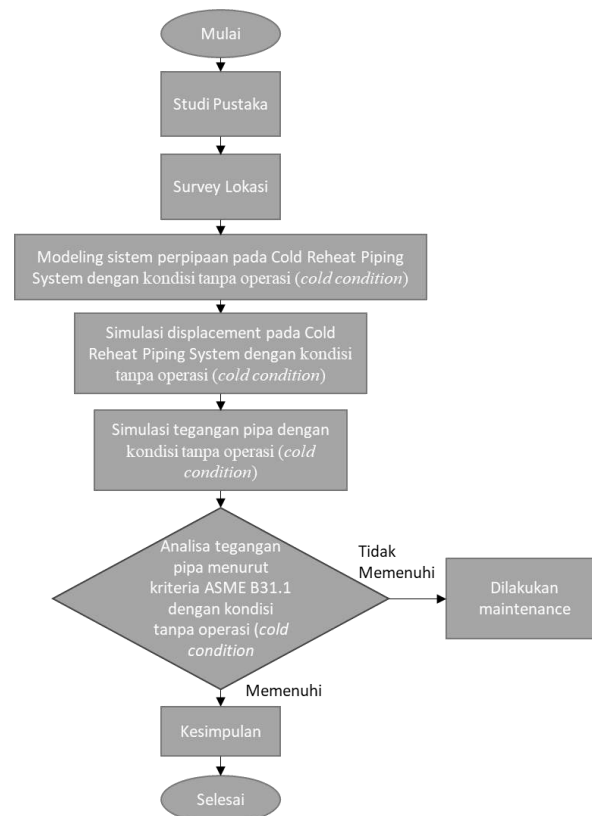 Mulai
Studi Pustaka
Survey Lokasi
Modeling sistem perpipaan pada Cold Reheat Piping
System dengan kondisi tanpa operasi (cold condition)
Simulasi displacement pada Cold
Reheat Piping System dengan kondisi
tanpa operasi (cold condition)
Simulasi tegangan pipa dengan
kondisi tanpa operasi (cold
condition)
Analisa tegangan
pipa menurut
kriteria ASME B31.1
dengan kondisi
tanpa operasi (cold
condition
Tidak
Memenuhi
Dilakukan
maintenance
Memenuhi
Kesimpulan
Selesai